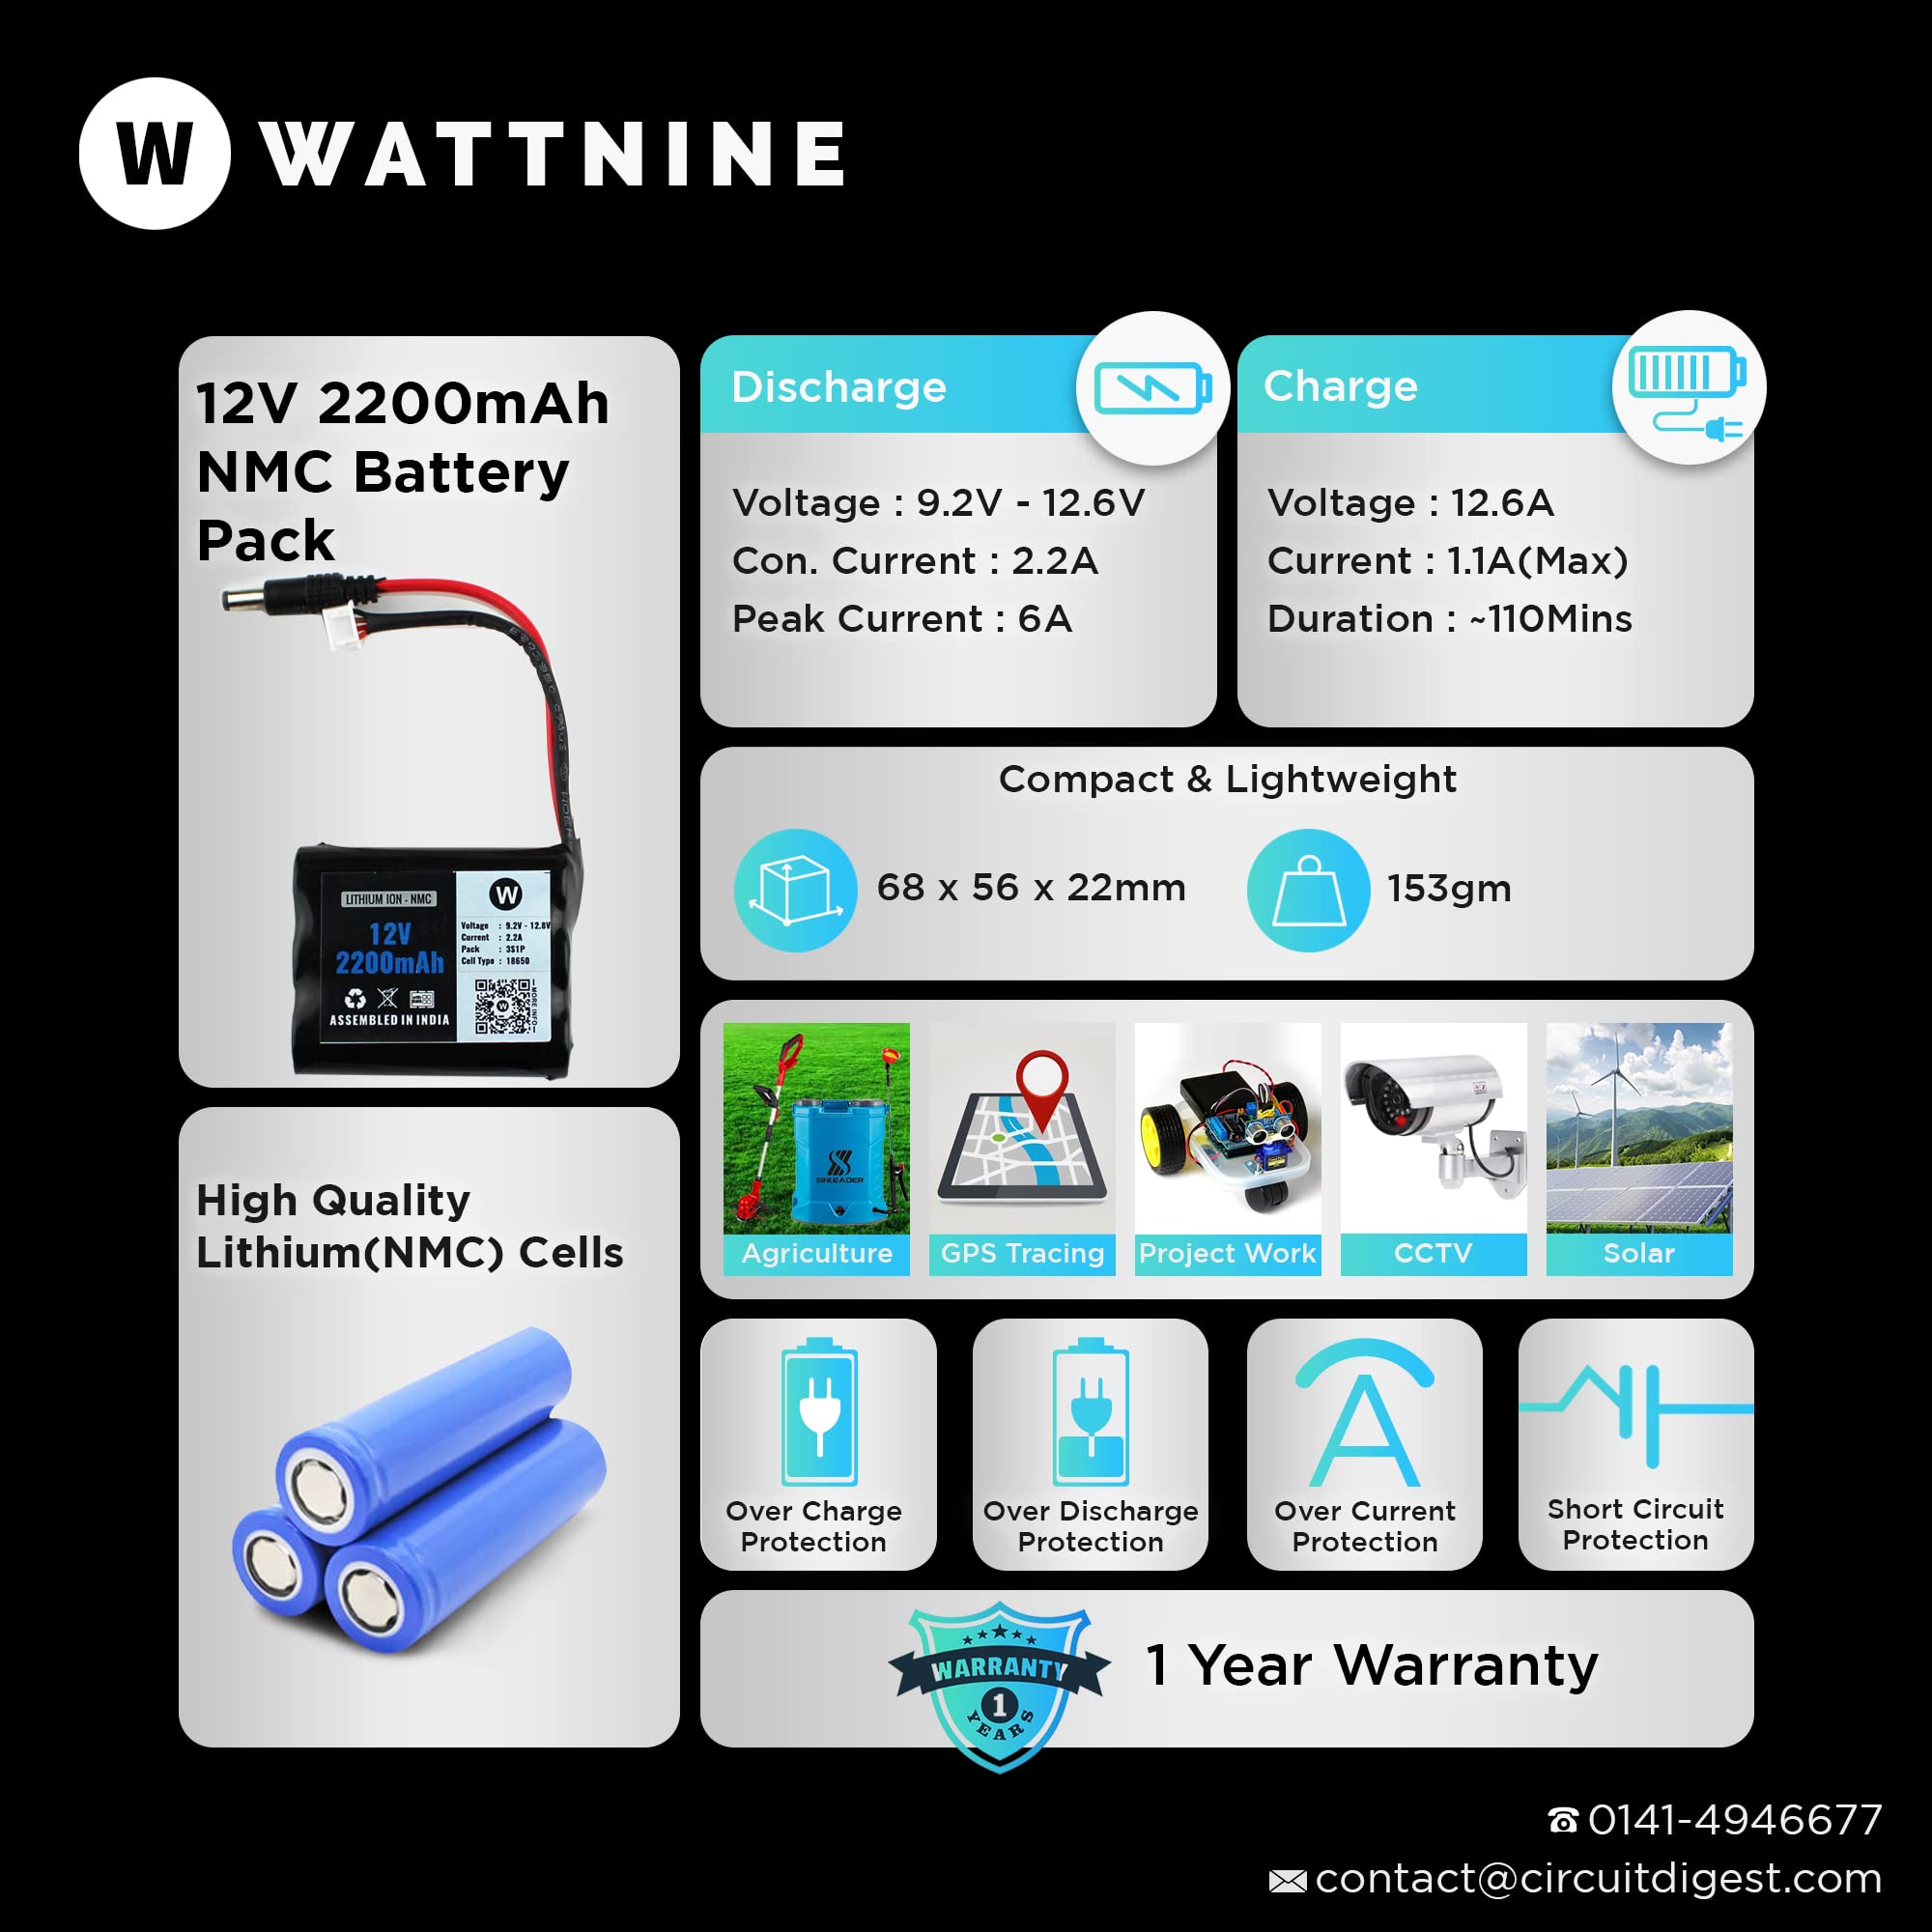 W WATTNINE
12V 2200mAh
NMC Battery
Pack
LITHIUM ION - NMC
12V
2200mAh
ASSEMBLED IN INDIA
W
Voltage : 9.2V - 12.6V
Current : 2.2A
Pack : 3S1P
Cell Type : 18650
W
MORE INFO
Discharge
Voltage : 9.2V - 12.6V
Con. Current : 2.2A
Peak Current : 6A
Charge
Voltage : 12.6A
Current : 1.1A(Max)
Duration : ~110Mins
Compact & Lightweight
68 x 56 x 22mm
153gm
SINLEADER
Agriculture
GPS Tracing
Project Work
CCTV
Solar
High Quality
Lithium(NMC) Cells
Over Charge
Protection
Over Discharge
Protection
A
Over Current
Protection
Short Circuit
Protection
WARRANTY
1
YEARS
1 Year Warranty
0141-4946677
contact@circuitdigest.com